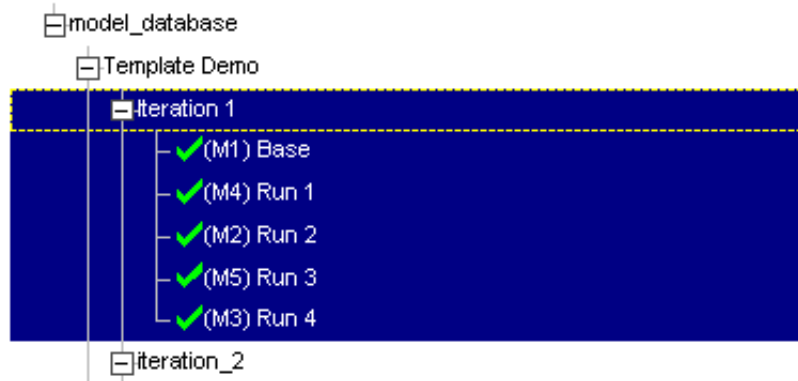 model_database
Template Demo
Iteration 1
(M1) Base
(M4) Run 1
(M2) Run 2
(M5) Run 3
(M3) Run 4
iteration_2